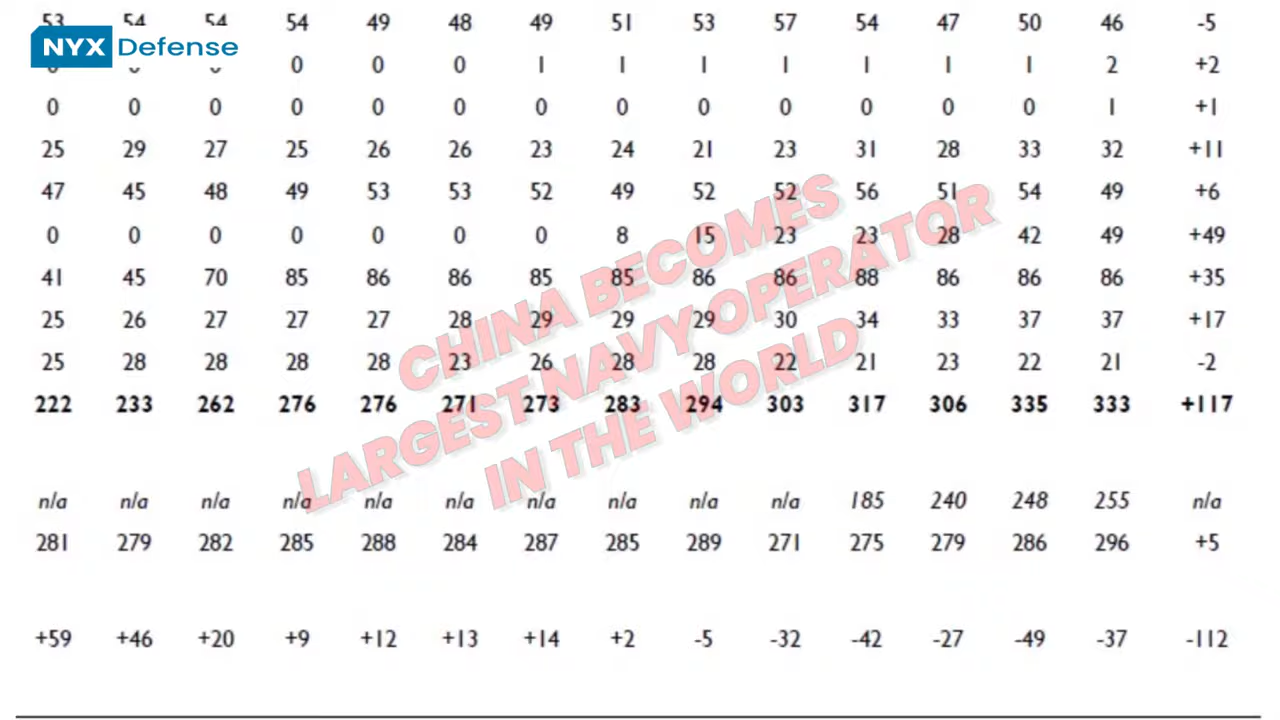 53 54 54 54 49 48 49 51 53 57 54 47 50 46 -5
NYX Defense
0 0 0 1 1 1 1 1 1 1 2 +2
0 0 0 0 0 0 0 0 0 0 0 0 0 1 +1
25 29 27 25 26 26 23 24 21 23 31 28 33 32 +11
47 45 48 49 53 53 52 49 52 52 56 51 54 49 +6
0 0 0 0 0 0 0 8 15 23 23 28 42 49 +49
41 45 70 85 86 86 85 85 86 86 88 86 86 86 +35
25 26 27 27 27 28 29 29 29 30 34 33 37 37 +17
25 28 28 28 28 23 26 28 28 22 21 23 22 21 -2
222 233 262 276 276 271 273 283 294 303 317 306 335 333 +117
CHINA BECOMES
LARGEST NAVY OPERATOR
IN THE WORLD
n/a n/a n/a n/a n/a n/a n/a n/a n/a n/a 185 240 248 255 n/a
281 279 282 285 288 284 287 285 289 271 275 279 286 296 +5
+59 +46 +20 +9 +12 +13 +14 +2 -5 -32 -42 -27 -49 -37 -112